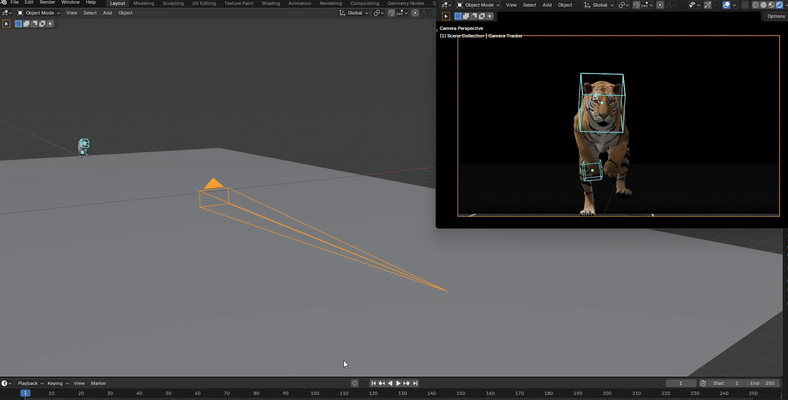 File Edit Render Window Help Layout Modeling Sculpting UV Editing Texture Paint Shading Animation Rendering Compositing Geometry Nodes
Object Mode View Select Add Object Global
Object Mode View Select Add Object Global
Options
Camera Perspective
(1) Scene Collection | Camera Tracker
Playback Keying View Marker 1 Start 1 End 250
1 10 20 30 40 50 60 70 80 90 100 110 120 130 140 150 160 170 180 190 200 210 220 230 240 250